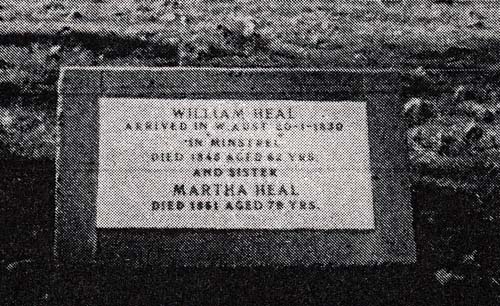 WILLIAM HEAL
ARRIVED IN W.AUST 20-1-1830
"IN MINSTREL"
DIED 1848 AGED 62 YRS.
AND SISTER
MARTHA HEAL
DIED 1861 AGED 79 YRS.